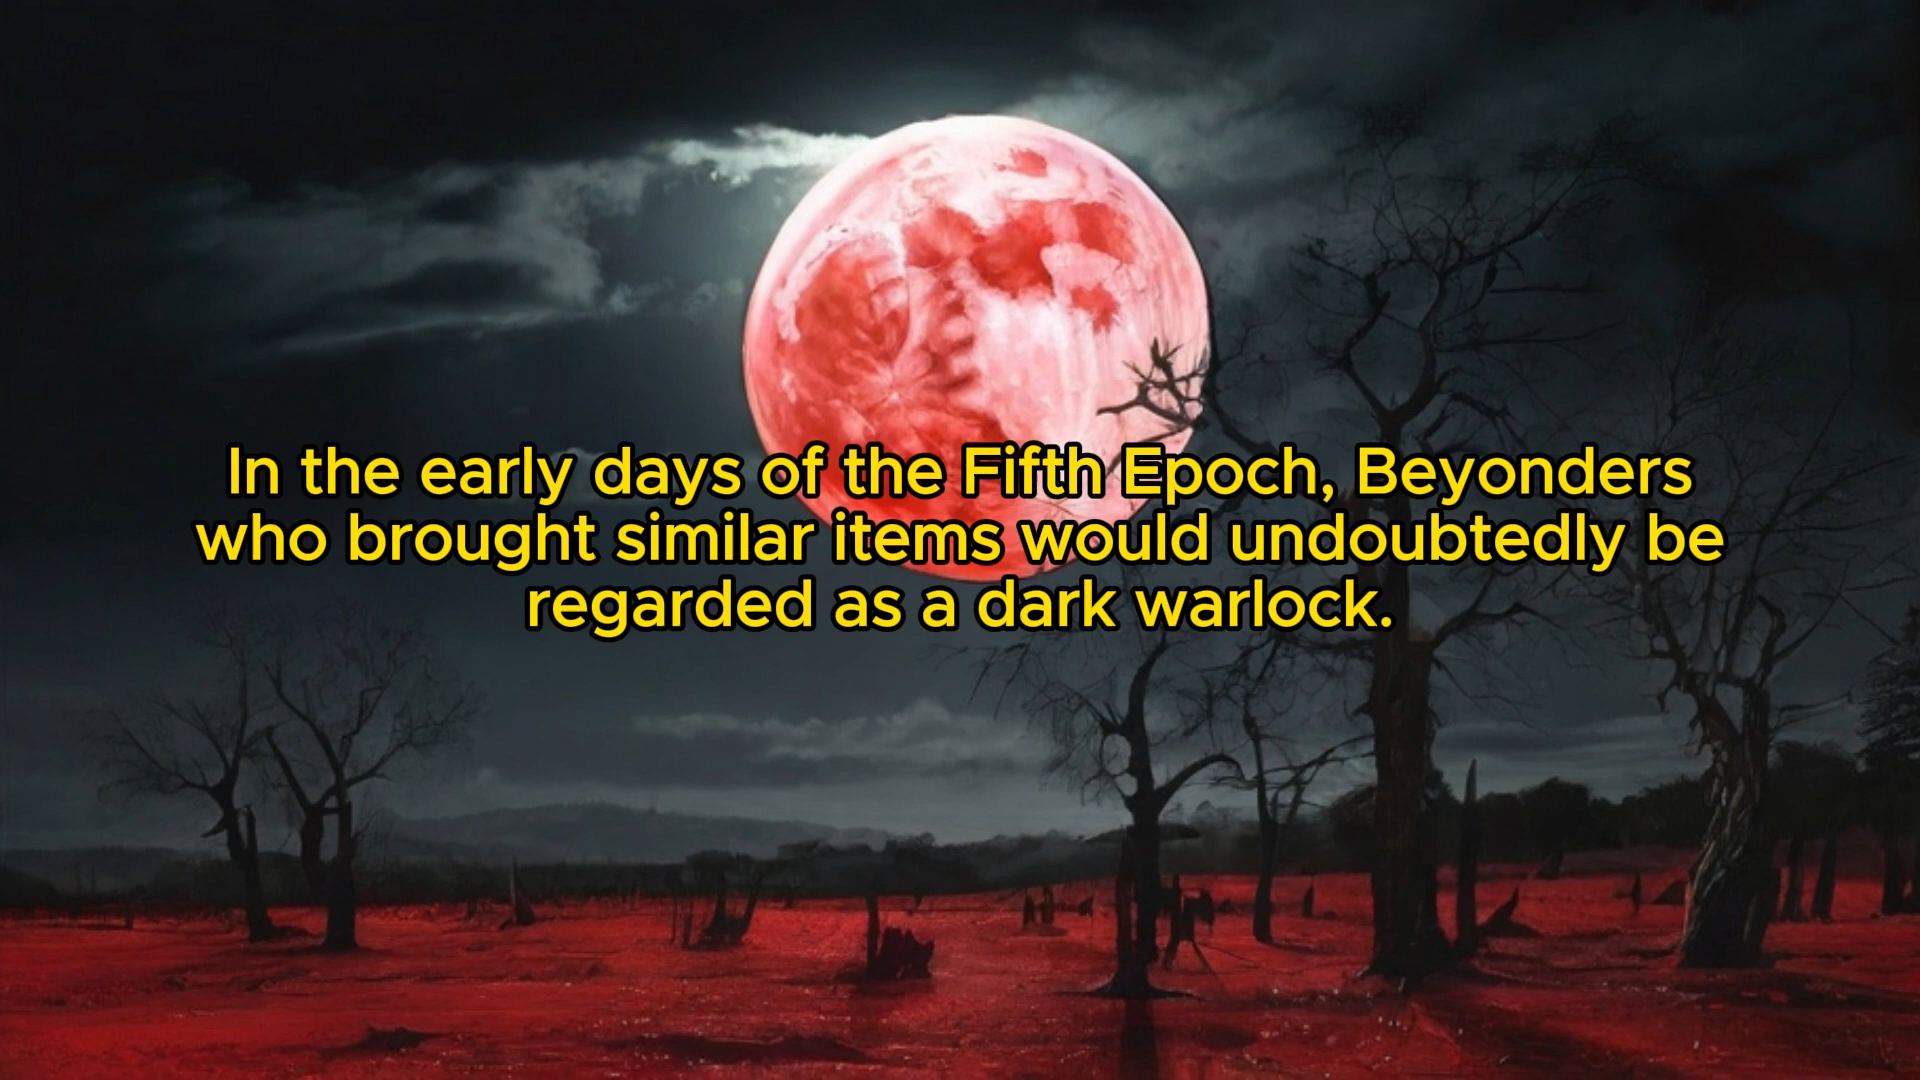 In the early days of the Fifth Epoch, Beyonders
who brought similar items would undoubtedly be
regarded as a dark warlock.